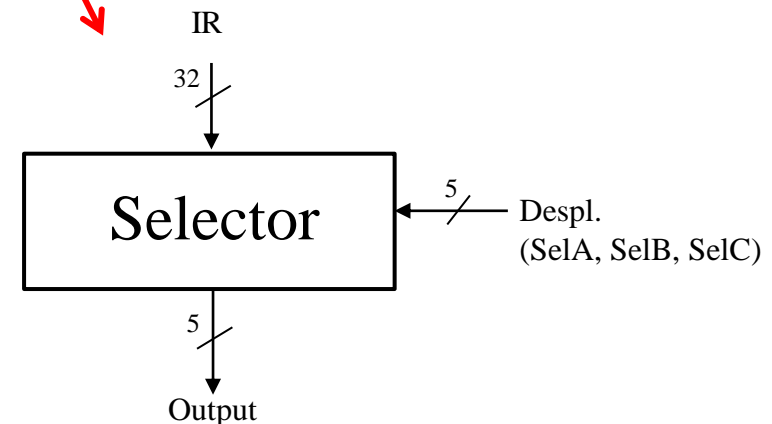 IR
32
Selector
5
Despl.
(SelA, SelB, SelC)
5
Output